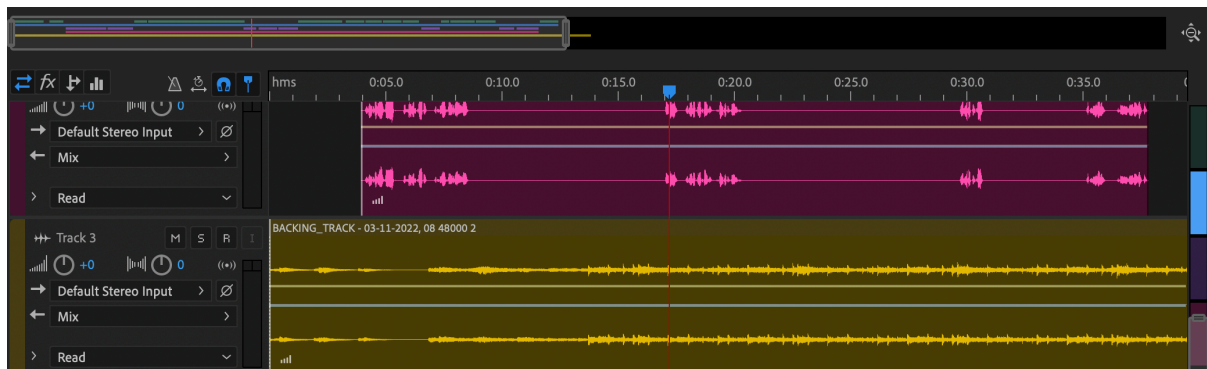 fx
hms 0:05.0 0:10.0 0:15.0 0:20.0 0:25.0 0:30.0 0:35.0
+0 0
Default Stereo Input
Mix
Read
Track 3 M S R I
BACKING_TRACK - 03-11-2022, 08 48000 2
+0 0
Default Stereo Input
Mix
Read